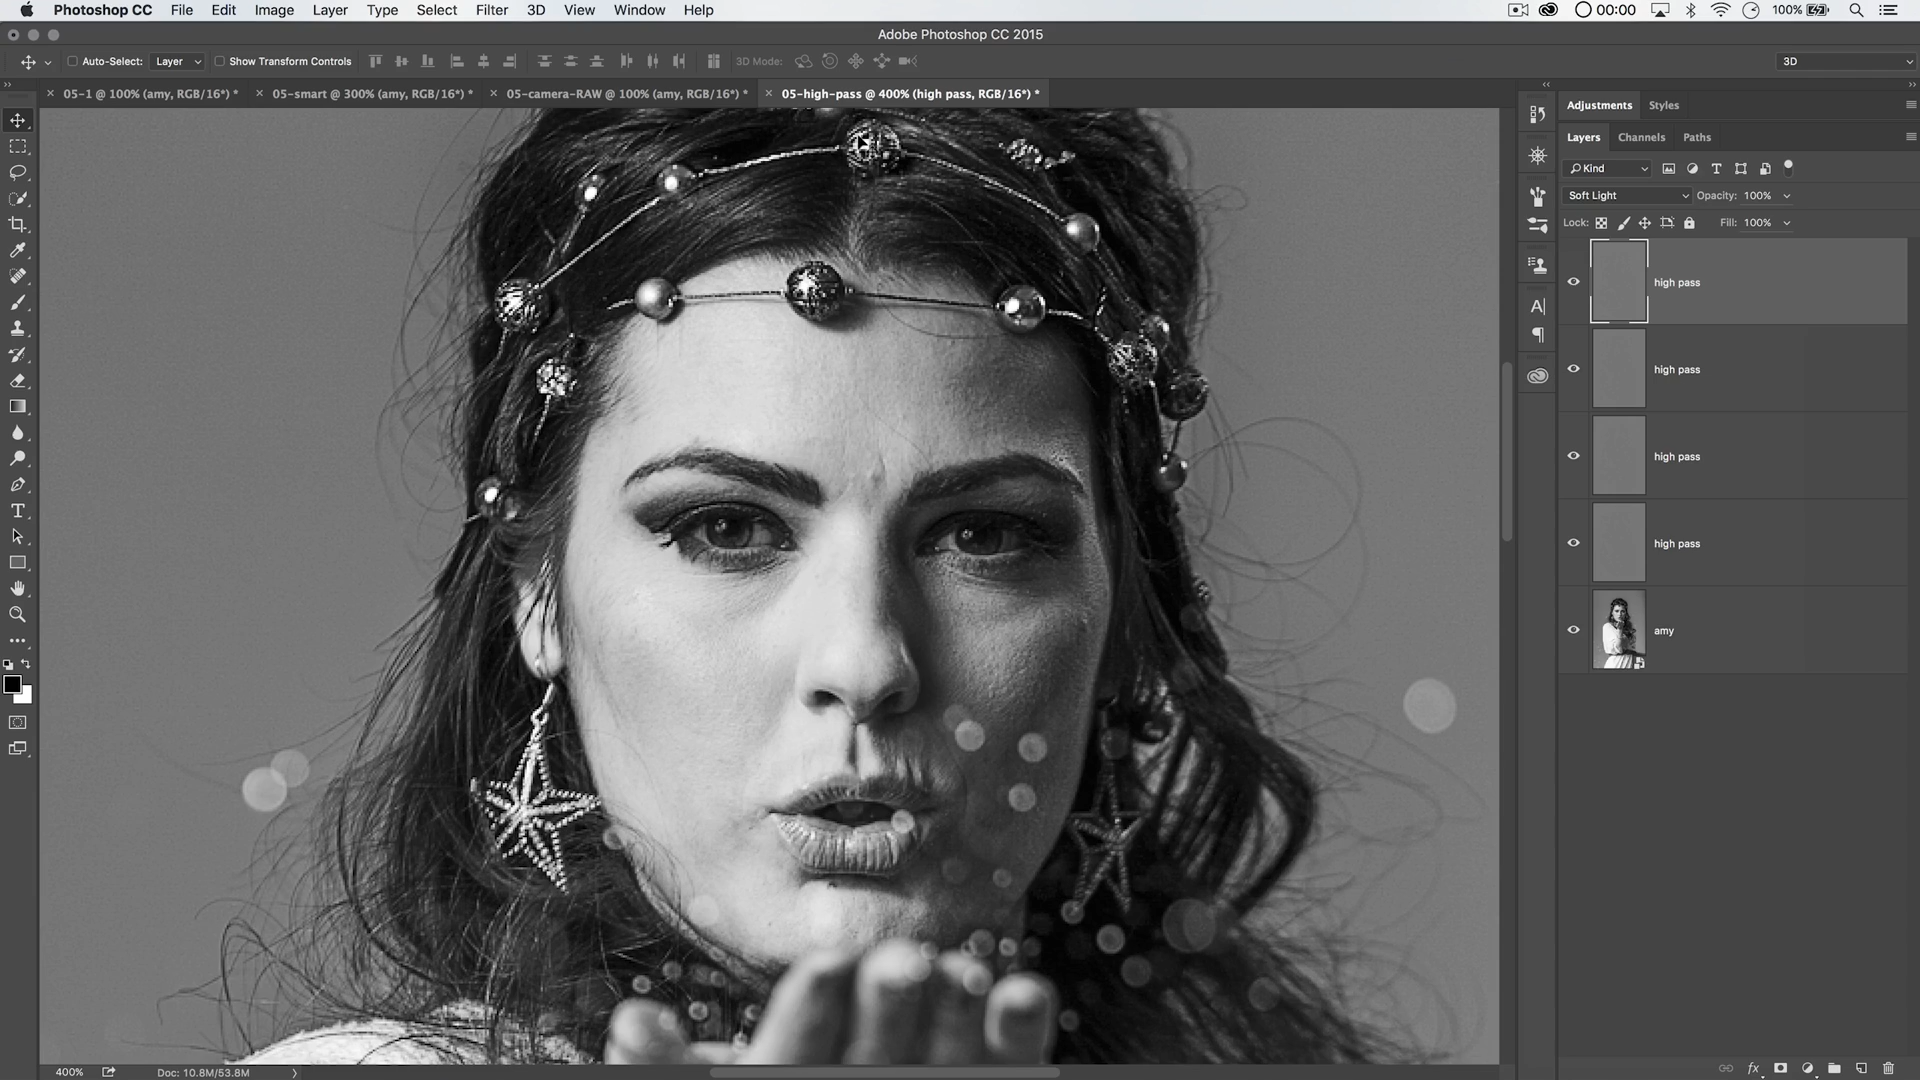 Photoshop CC File Edit Image Layer Type Select Filter 3D View Window Help 00:00 100%
Adobe Photoshop CC 2015
Auto-Select: Layer Show Transform Controls 3D Mode: 3D
05-1 @ 100% (amy, RGB/16*) * 05-smart @ 300% (amy, RGB/16*) * 05-camera-RAW @ 100% (amy, RGB/16*) * 05-high-pass @ 400% (high pass, RGB/16*) *
Adjustments Styles
Layers Channels Paths
Kind
Soft Light Opacity: 100%
Lock: Fill: 100%
high pass
high pass
high pass
high pass
amy
400% Doc: 10.8M/53.8M